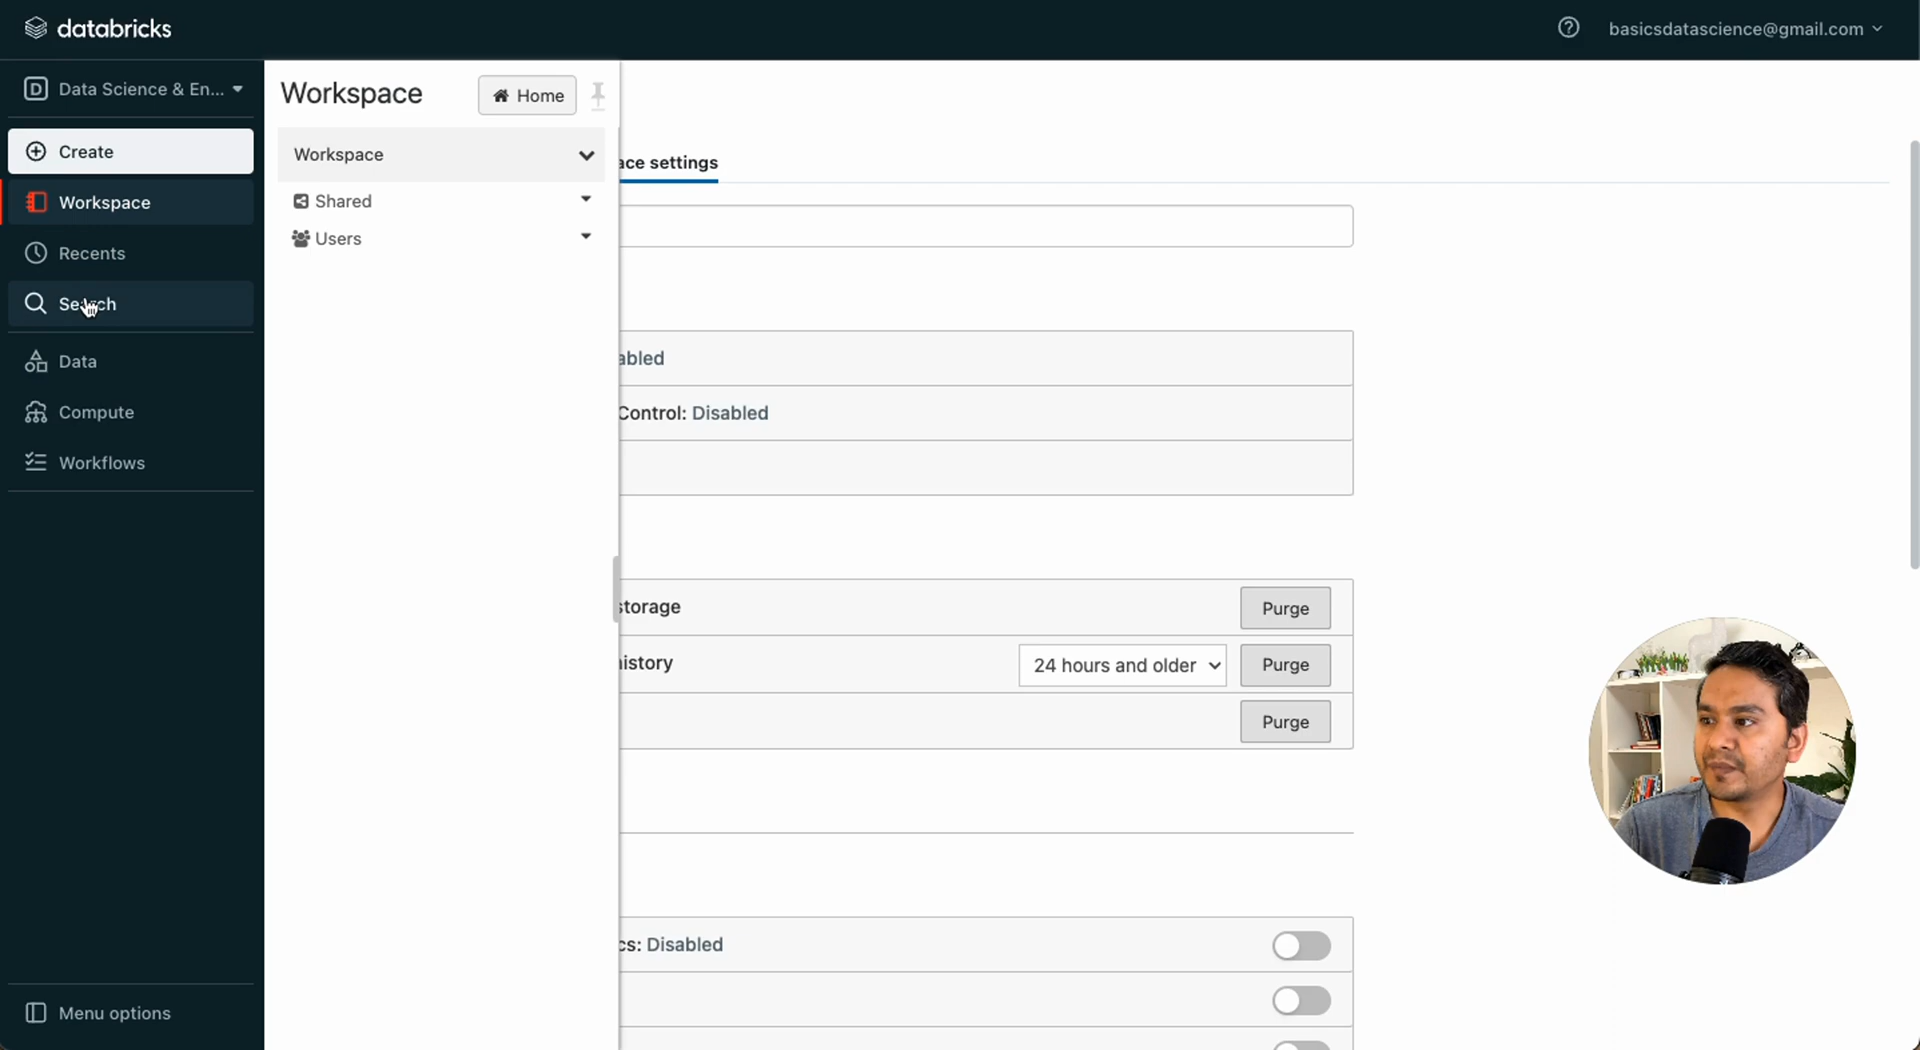 databricks
basicsdatascience@gmail.com
Data Science & En...
Create
Workspace
Recents
Search
Data
Compute
Workflows
Menu options
Workspace
Home
Workspace
Shared
Users
ace settings
abled
Control: Disabled
storage
Purge
history
24 hours and older
Purge
Purge
cs: Disabled